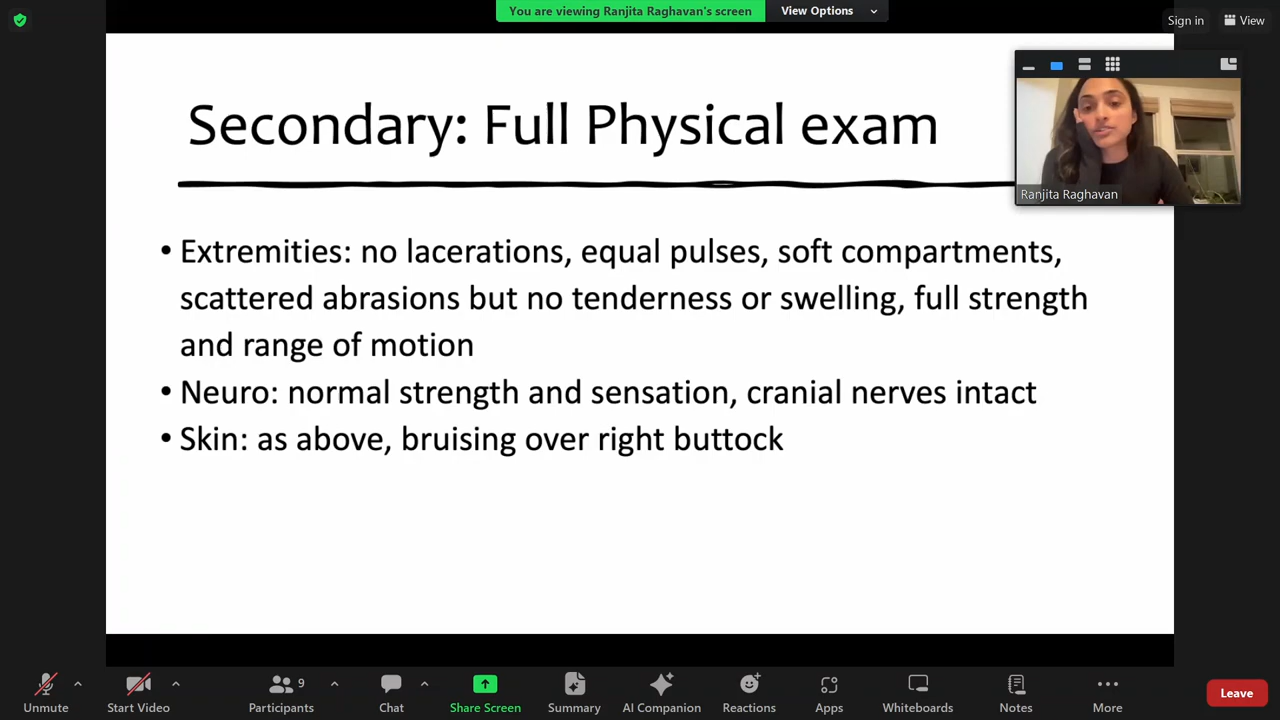 You are viewing Ranjita Raghavan's screen
View Options
Sign in
View
Secondary: Full Physical exam
Ranjita Raghavan
• Extremities: no lacerations, equal pulses, soft compartments,
scattered abrasions but no tenderness or swelling, full strength
and range of motion
• Neuro: normal strength and sensation, cranial nerves intact
• Skin: as above, bruising over right buttock
9
Unmute
Start Video
Participants
Chat
Share Screen
Summary
AI Companion
Reactions
Apps
Whiteboards
Notes
More
Leave